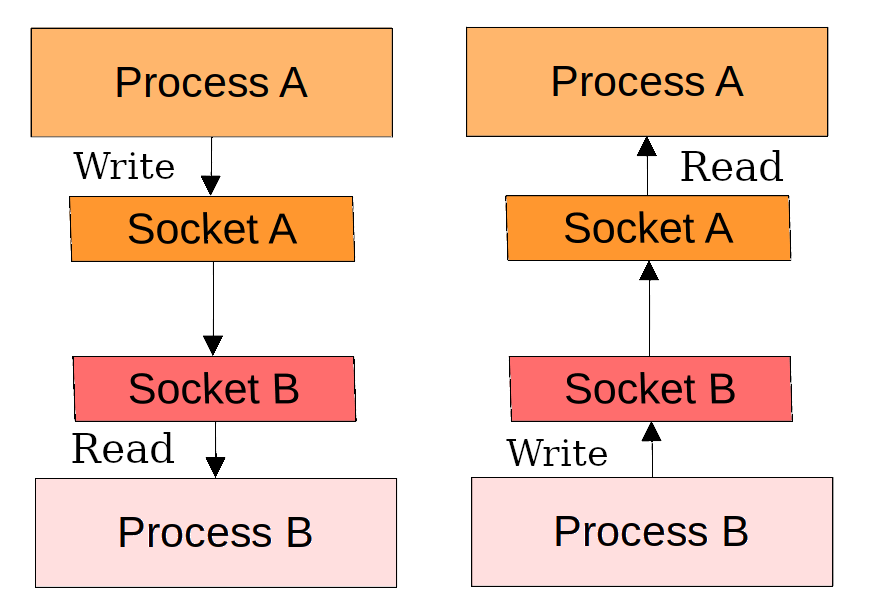 Process A
Write
Socket A
Socket B
Read
Process B
Process A
Read
Socket A
Socket B
Write
Process B